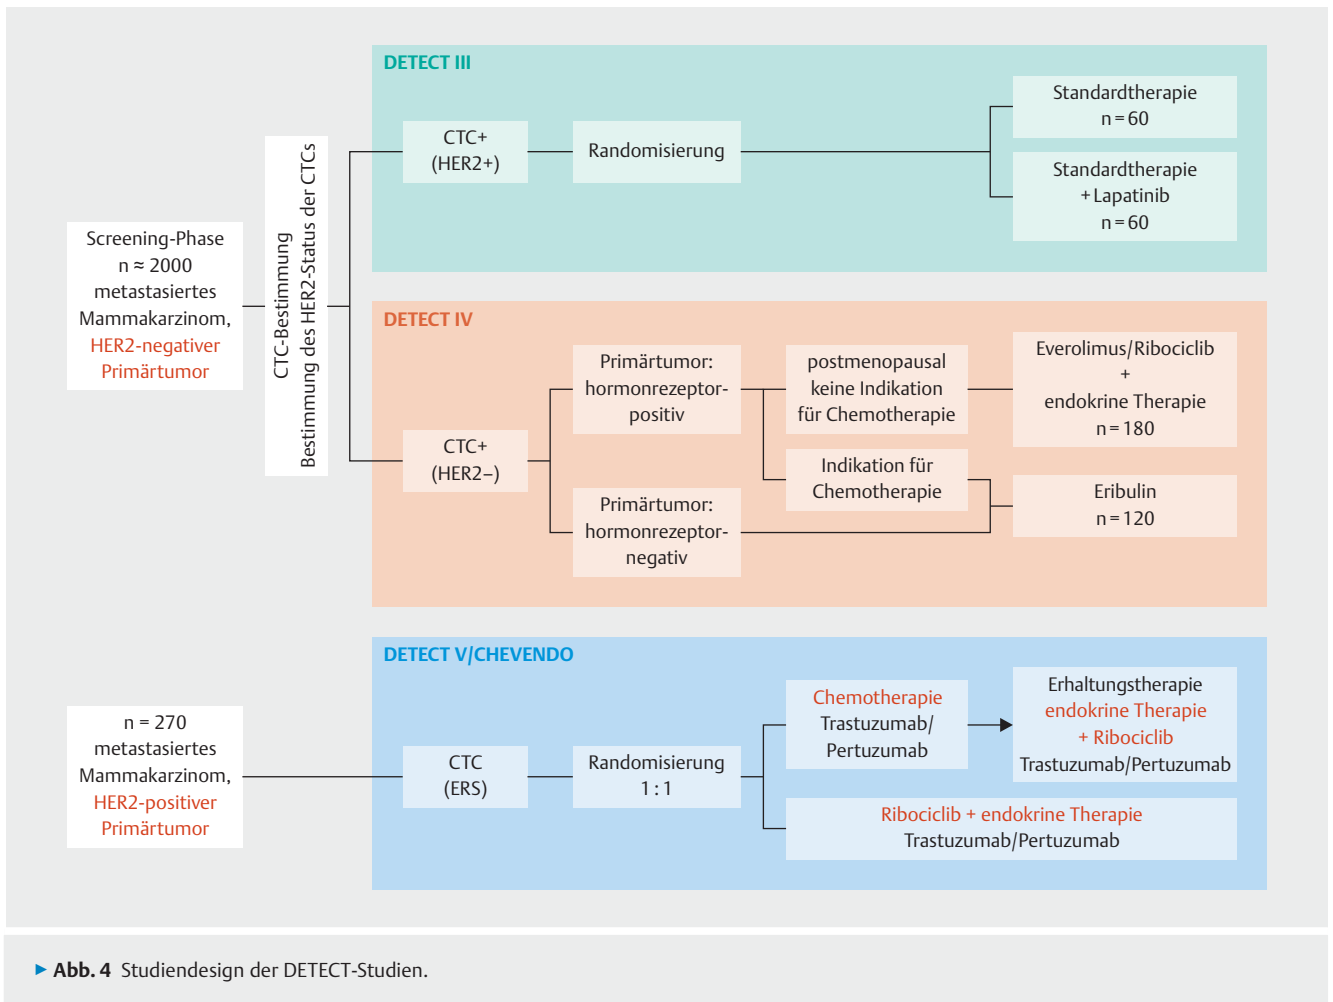 Screening-Phase
n ≈ 2000
metastasiertes
Mammakarzinom,
HER2-negativer
Primärtumor
CTC-Bestimmung
Bestimmung des HER2-Status der CTCs
DETECT III
CTC+
(HER2+)
Randomisierung
Standardtherapie
n = 60
Standardtherapie
+ Lapatinib
n = 60
DETECT IV
CTC+
(HER2–)
Primärtumor:
hormonrezeptor-
positiv
postmenopausal
keine Indikation
für Chemotherapie
Everolimus/Ribociclib
+
endokrine Therapie
n = 180
Indikation für
Chemotherapie
Primärtumor:
hormonrezeptor-
negativ
Eribulin
n = 120
n = 270
metastasiertes
Mammakarzinom,
HER2-positiver
Primärtumor
DETECT V/CHEVENDO
CTC
(ERS)
Randomisierung
1 : 1
Chemotherapie
Trastuzumab/
Pertuzumab
Erhaltungstherapie
endokrine Therapie
+ Ribociclib
Trastuzumab/Pertuzumab
Ribociclib + endokrine Therapie
Trastuzumab/Pertuzumab
▶ Abb. 4 Studiendesign der DETECT-Studien.